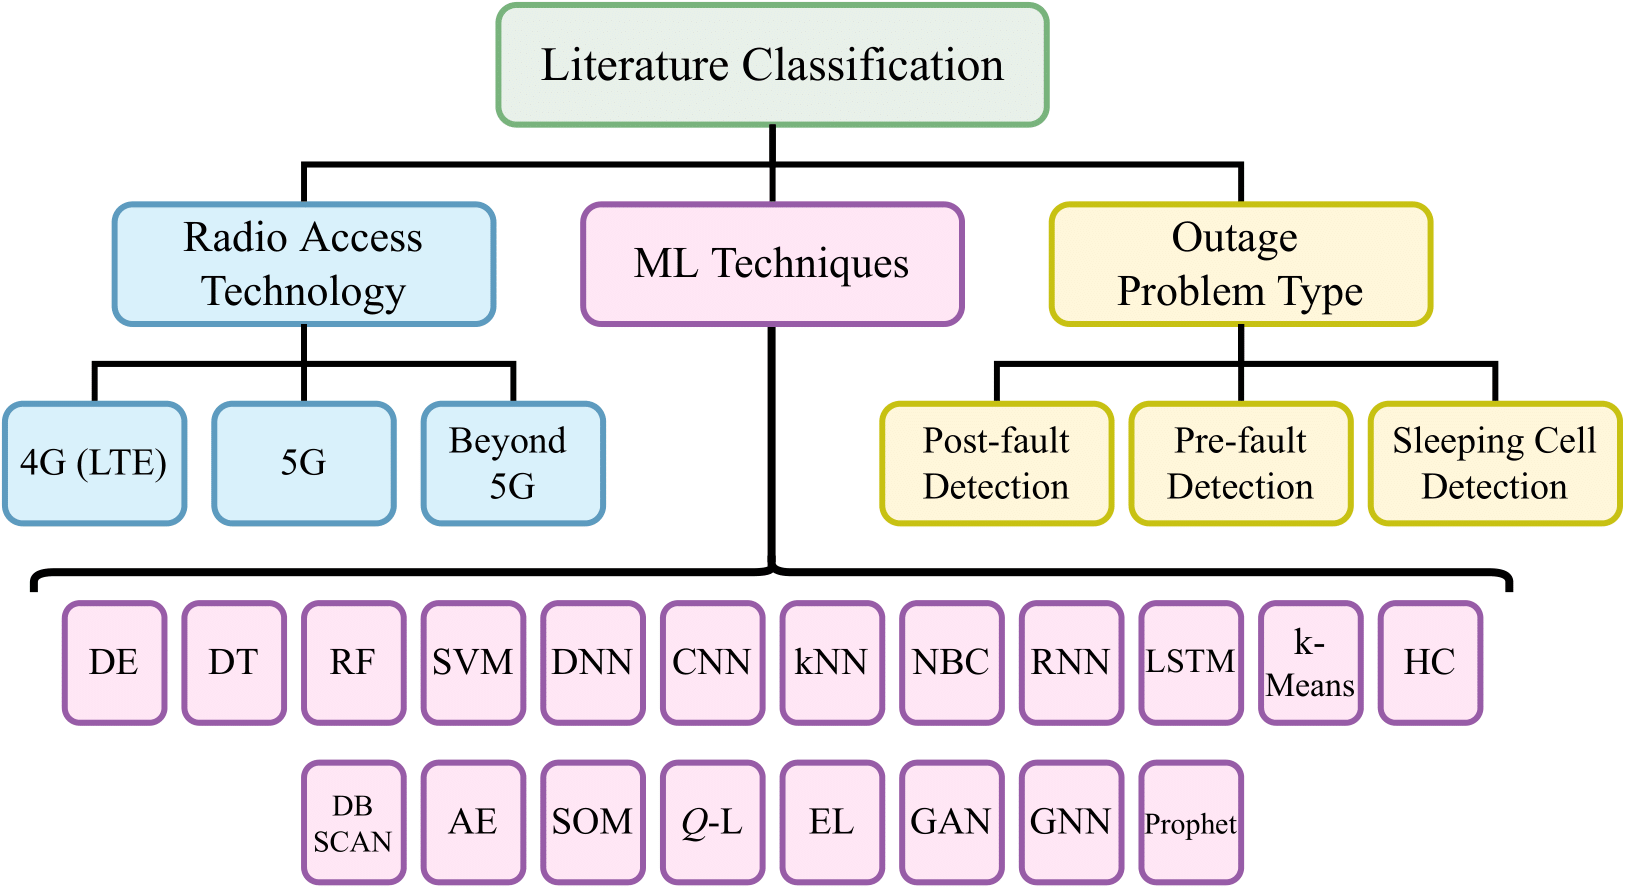 Literature Classification
Radio Access
Technology
ML Techniques
Outage
Problem Type
4G (LTE)
5G
Beyond
5G
Post-fault
Detection
Pre-fault
Detection
Sleeping Cell
Detection
DE
DT
RF
SVM
DNN
CNN
kNN
NBC
RNN
LSTM
k-
Means
HC
DB
SCAN
AE
SOM
Q-L
EL
GAN
GNN
Prophet